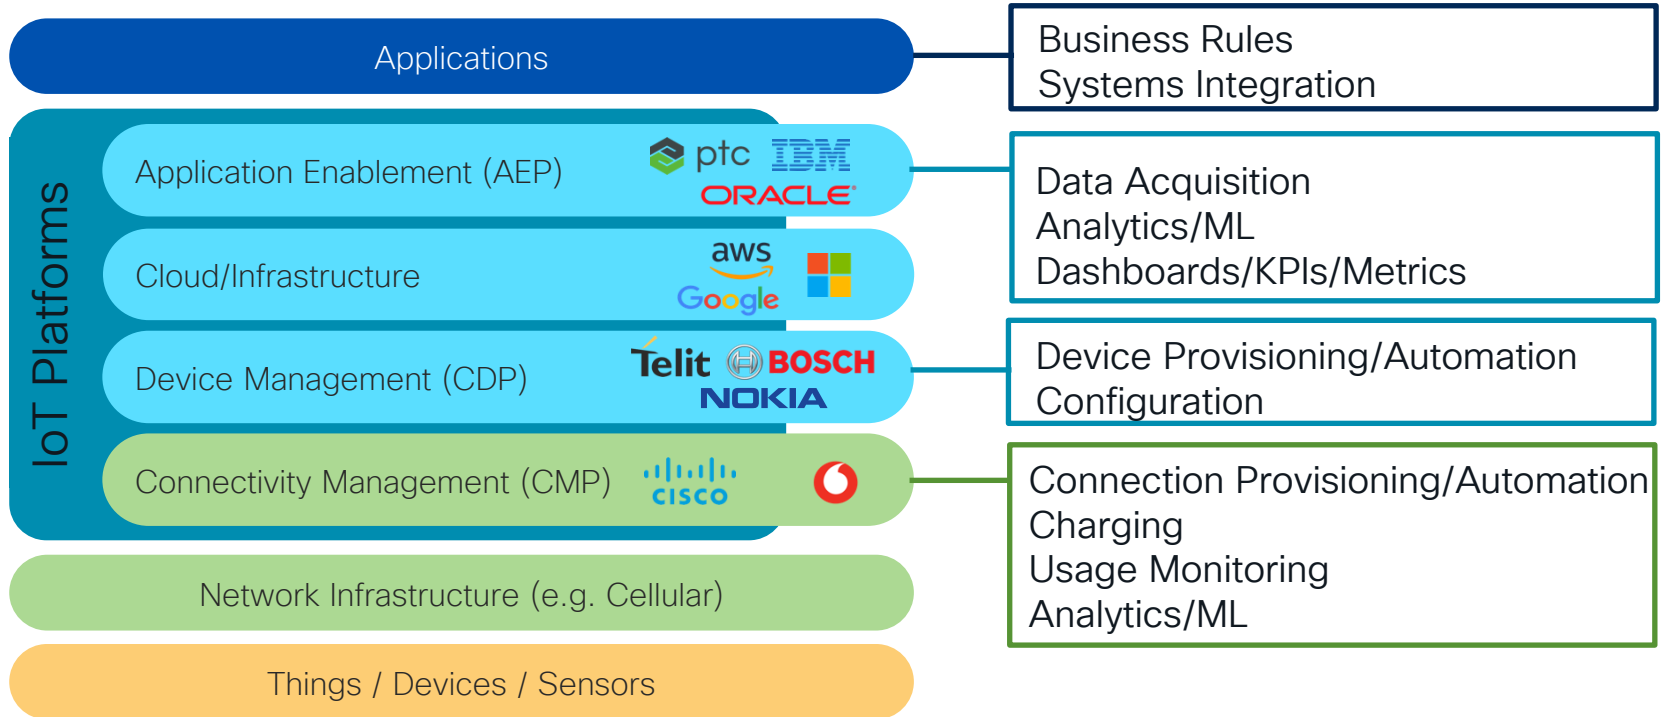 Applications
Business Rules
Systems Integration
IoT Platforms
Application Enablement (AEP)
ptc IBM
ORACLE
Data Acquisition
Analytics/ML
Dashboards/KPIs/Metrics
Cloud/Infrastructure
aws
Google
Device Management (CDP)
Telit BOSCH
NOKIA
Device Provisioning/Automation
Configuration
Connectivity Management (CMP)
CISCO
Connection Provisioning/Automation
Charging
Usage Monitoring
Analytics/ML
Network Infrastructure (e.g. Cellular)
Things / Devices / Sensors